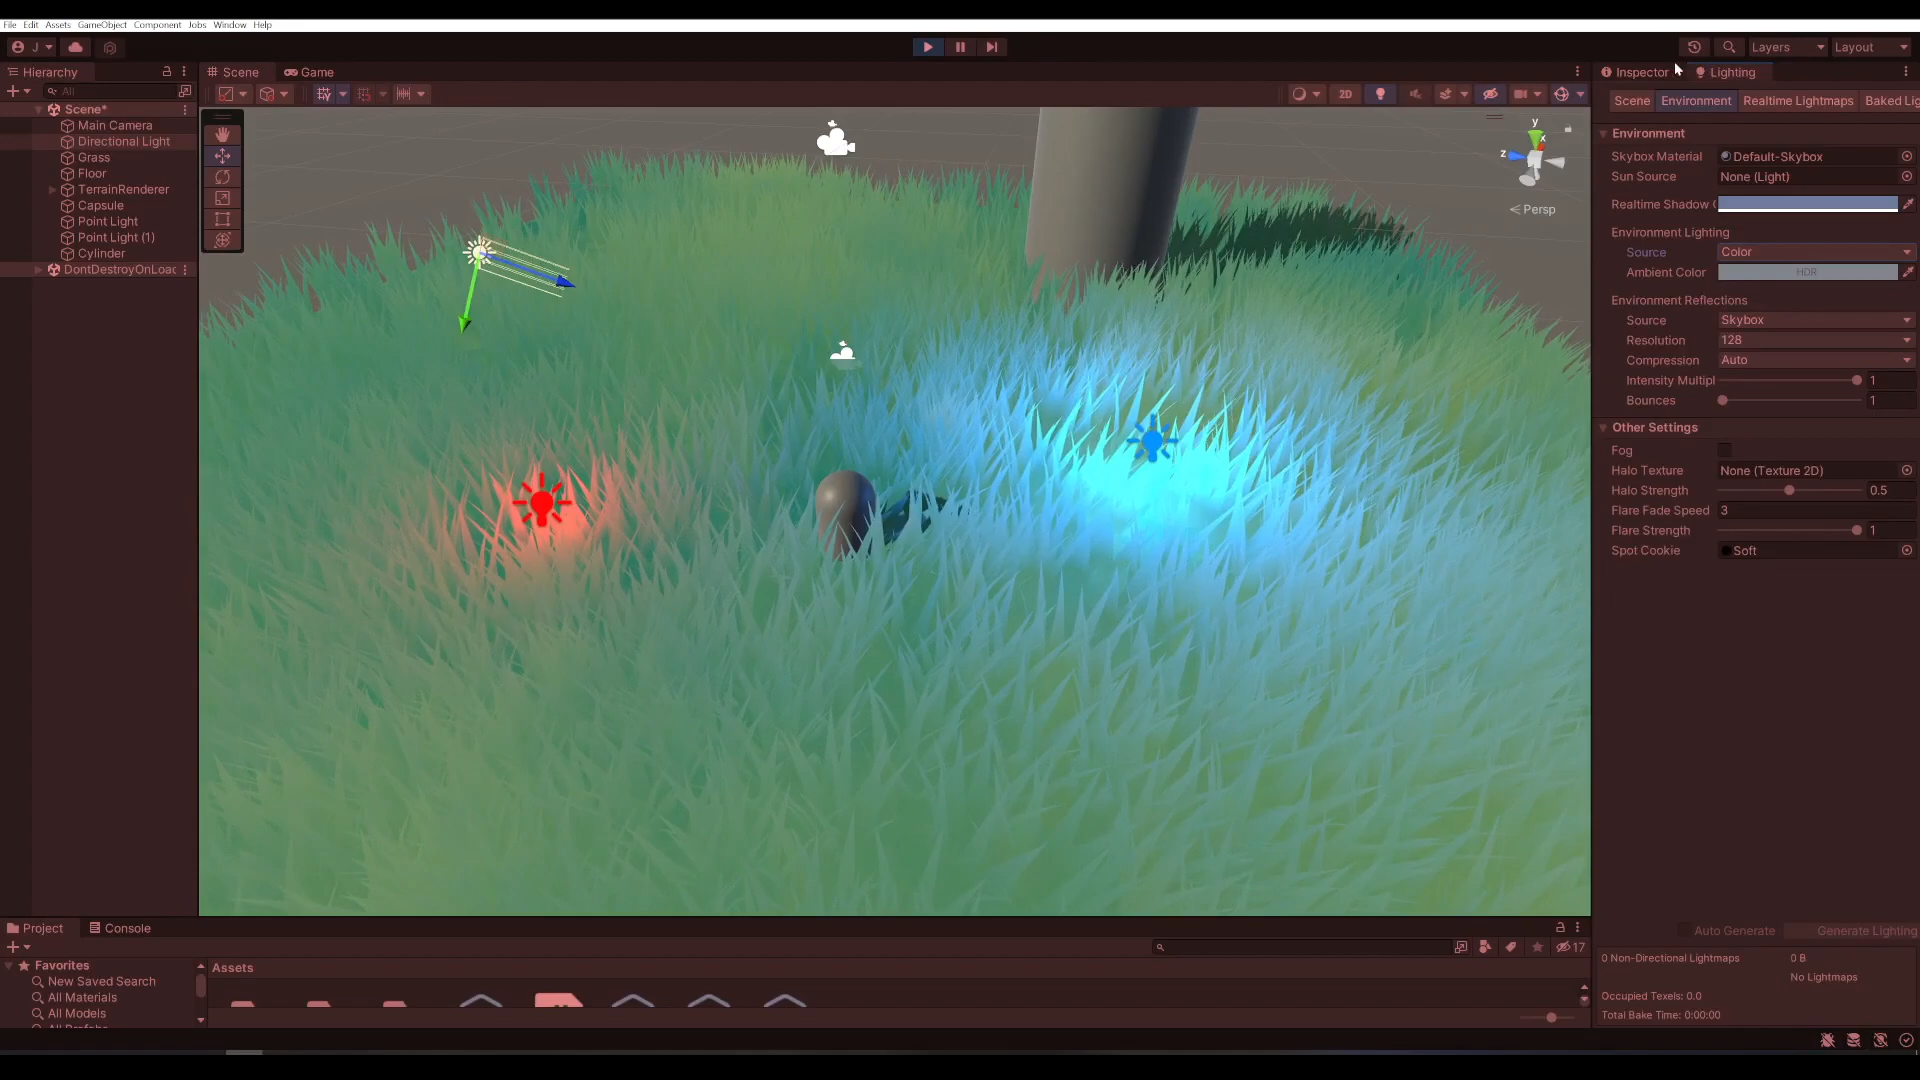 File Edit Assets GameObject Component Jobs Window Help
J Layers Layout
Hierarchy
All
Scene*
Main Camera
Directional Light
Grass
Floor
TerrainRenderer
Capsule
Point Light
Point Light (1)
Cylinder
DontDestroyOnLoad
Scene Game
2D
y
x
z
Persp
Inspector Lighting
Scene Environment Realtime Lightmaps Baked Lig
Environment
Skybox Material Default-Skybox
Sun Source None (Light)
Realtime Shadow C
Environment Lighting
Source Color
Ambient Color HDR
Environment Reflections
Source Skybox
Resolution 128
Compression Auto
Intensity Multipl 1
Bounces 1
Other Settings
Fog
Halo Texture None (Texture 2D)
Halo Strength 0.5
Flare Fade Speed 3
Flare Strength 1
Spot Cookie Soft
Auto Generate Generate Lighting
0 Non-Directional Lightmaps 0 B
No Lightmaps
Occupied Texels: 0.0
Total Bake Time: 0:00:00
Project Console
17
Favorites
New Saved Search
All Materials
All Models
Assets